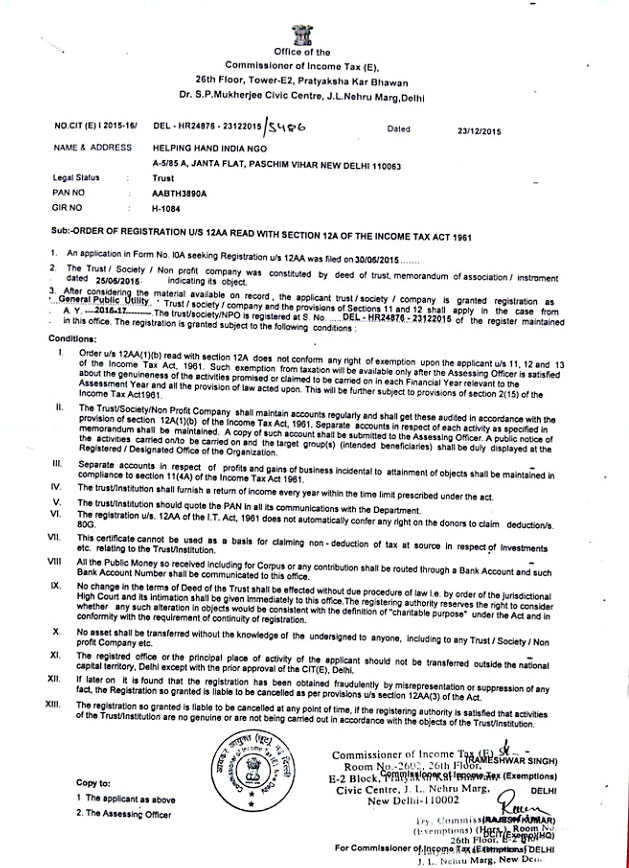 Office of the
Commissioner of Income Tax (E),
26th Floor, Tower-E2, Pratyaksha Kar Bhawan
Dr. S.P.Mukherjee Civic Centre, J.L.Nehru Marg,Delhi
NO.CIT (E) I 2015-16/ DEL - HR24876 - 23122015/5486 Dated 23/12/2015
NAME & ADDRESS HELPING HAND INDIA NGO
A-5/85 A, JANTA FLAT, PASCHIM VIHAR NEW DELHI 110063
Legal Status : Trust
PAN NO : AABTH3890A
GIR NO : H-1084
Sub:-ORDER OF REGISTRATION U/S 12AA READ WITH SECTION 12A OF THE INCOME TAX ACT 1961
1. An application in Form No. I0A seeking Registration u/s 12AA was filed on 30/06/2015.......
2. The Trust / Society / Non profit company was constituted by deed of trust, memorandum of association / instroment
dated 25/06/2015 indicating its object.
3. After considering the material available on record , the applicant trust / society / company is granted registration as
General Public Utility Trust / society / company and the provisions of Sections 11 and 12 shall apply in the case from
A. Y. ----2016-17--------.The trust/society/NPO is registered at S. No. .....DEL - HR24876 - 23122015 of the register maintained
in this office. The registration is granted subject to the following conditions :
Conditions:
I. Order u/s 12AA(1)(b) read with section 12A does not conform any right of exemption upon the applicant u/s 11, 12 and 13
of the Income Tax Act, 1961. Such exemption from taxation will be available only after the Assessing Officer is satisfied
about the genuineness of the activities promised or claimed to be carried on in each Financial Year relevant to the
Assessment Year and all the provision of law acted upon. This will be further subject to provisions of section 2(15) of the
Income Tax Act1961.
II. The Trust/Society/Non Profit Company shall maintain accounts regularly and shall get these audited in accordance with the
provision of section 12A(1)(b) of the Income Tax Act, 1961. Separate accounts in respect of each activity as specified in
memorandum shall be maintained. A copy of such account shall be submitted to the Assessing Officer. A public notice of
the activities carried on/to be carried on and the target group(s) (intended beneficiaries) shall be duly displayed at the
Registered / Designated Office of the Organization.
III. Separate accounts in respect of profits and gains of business incidental to attainment of objects shall be maintained in
compliance to section 11(4A) of the Income Tax Act 1961.
IV. The trust/Institution shall furnish a return of income every year within the time limit prescribed under the act.
V. The trust/institution should quote the PAN in all its communications with the Department.
VI. The registration u/s. 12AA of the I.T. Act, 1961 does not automatically confer any right on the donors to claim deduction/s.
80G.
VII. This certificate cannot be used as a basis for claiming non - deduction of tax at source in respect of Investments
etc. relating to the Trust/Institution.
VIII All the Public Money so received including for Corpus or any contribution shall be routed through a Bank Account and such
Bank Account Number shall be communicated to this office.
IX. No change in the terms of Deed of the Trust shall be effected without due procedure of law i.e. by order of the jurisdictional
High Court and its Intimation shall be given immediately to this office.The registering authority reserves the right to consider
whether any such alteration in objects would be consistent with the definition of "charitable purpose" under the Act and in
conformity with the requirement of continuity of registration.
X. No asset shall be transferred without the knowledge of the undersigned to anyone, including to any Trust / Society / Non
profit Company etc.
XI. The registred office or the principal place of activity of the applicant should not be transferred outside the national
capital territory, Delhi except with the prior approval of the CIT(E), Delhi.
XII. If later on it is found that the registration has been obtained fraudulently by misrepresentation or suppression of any
fact, the Registration so granted is liable to be cancelled as per provisions u/s section 12AA(3) of the Act.
XIII. The registration so granted is liable to be cancelled at any point of time, if the registering authority is satisfied that activities
of the Trust/Institution are no genuine or are not being carried out in accordance with the objects of the Trust/Institution.
Commissioner of Income Tax (E)
(RAMESHWAR SINGH)
Room No.-2602, 26th Floor,
Commissioner of Income Tax (Exemptions)
E-2 Block,
Civic Centre, J. L. Nehru Marg, DELHI
New Delhi-110002
Copy to:
1 The applicant as above
2. The Assessing Officer
Dy. Commiss
(RAJESH KUMAR)
(Exemptions) (Hqrs.), Room No.
DCIT(Exemp)(HQ)
26th Floor, E-2
For Commissioner of Income Tax (Exemptions) DELHI
J. L. Nehru Marg, New Delhi